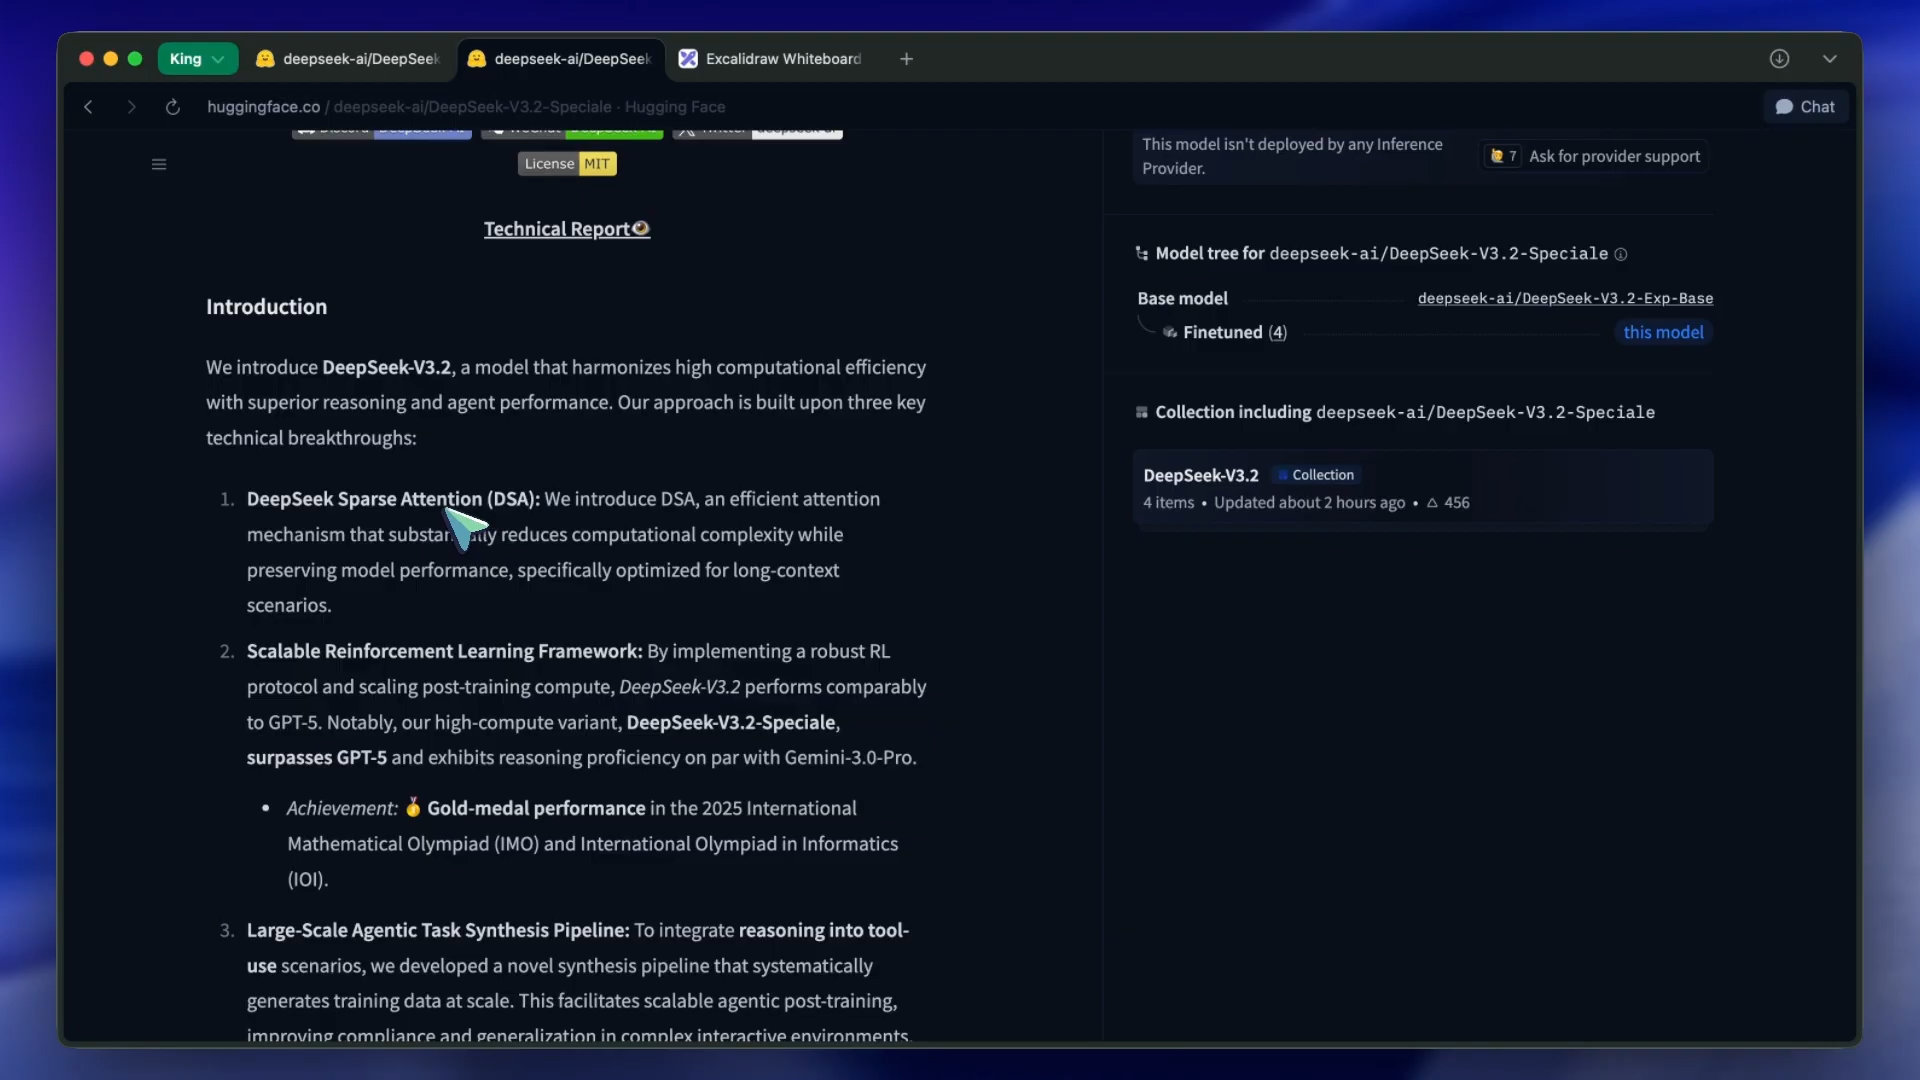 King
deepseek-ai/DeepSeek
deepseek-ai/DeepSeek
Excalidraw Whiteboard
huggingface.co / deepseek-ai/DeepSeek-V3.2-Speciale · Hugging Face
Chat
License MIT
Technical Report👁️
Introduction
We introduce DeepSeek-V3.2, a model that harmonizes high computational efficiency
with superior reasoning and agent performance. Our approach is built upon three key
technical breakthroughs:
1. DeepSeek Sparse Attention (DSA): We introduce DSA, an efficient attention
mechanism that substantially reduces computational complexity while
preserving model performance, specifically optimized for long-context
scenarios.
2. Scalable Reinforcement Learning Framework: By implementing a robust RL
protocol and scaling post-training compute, DeepSeek-V3.2 performs comparably
to GPT-5. Notably, our high-compute variant, DeepSeek-V3.2-Speciale,
surpasses GPT-5 and exhibits reasoning proficiency on par with Gemini-3.0-Pro.
• Achievement: 🥇 Gold-medal performance in the 2025 International
Mathematical Olympiad (IMO) and International Olympiad in Informatics
(IOI).
3. Large-Scale Agentic Task Synthesis Pipeline: To integrate reasoning into tool-
use scenarios, we developed a novel synthesis pipeline that systematically
generates training data at scale. This facilitates scalable agentic post-training,
improving compliance and generalization in complex interactive environments.
This model isn't deployed by any Inference
Provider.
7 Ask for provider support
Model tree for deepseek-ai/DeepSeek-V3.2-Speciale
Base model deepseek-ai/DeepSeek-V3.2-Exp-Base
Finetuned (4) this model
Collection including deepseek-ai/DeepSeek-V3.2-Speciale
DeepSeek-V3.2 Collection
4 items • Updated about 2 hours ago • 456